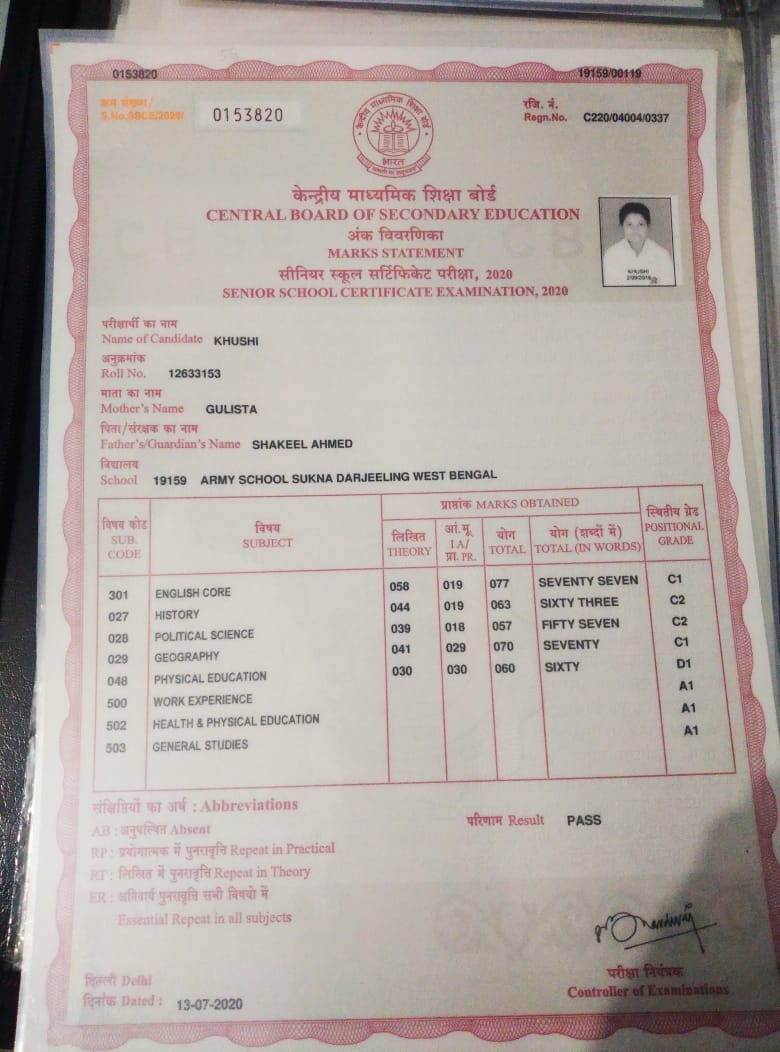 0153820 19159/00119
क्रम संख्या/
S.No.SSCE/2020/ 0153820
रजि. नं.
Regn.No. C220/04004/0337
केन्द्रीय माध्यमिक शिक्षा बोर्ड
भारत
केन्द्रीय माध्यमिक शिक्षा बोर्ड
CENTRAL BOARD OF SECONDARY EDUCATION
अंक विवरणिका
MARKS STATEMENT
सीनियर स्कूल सर्टिफिकेट परीक्षा, 2020
SENIOR SCHOOL CERTIFICATE EXAMINATION, 2020
KHUSHI
परीक्षार्थी का नाम
Name of Candidate KHUSHI
अनुक्रमांक
Roll No. 12633153
माता का नाम
Mother's Name GULISTA
पिता/संरक्षक का नाम
Father's/Guardian's Name SHAKEEL AHMED
विद्यालय
School 19159 ARMY SCHOOL SUKNA DARJEELING WEST BENGAL
विषय कोड
SUB.
CODE
विषय
SUBJECT
प्राप्तांक MARKS OBTAINED
लिखित
THEORY
आं.मू.
IA/
प्रा. PR.
योग
TOTAL
योग (शब्दों में)
TOTAL (IN WORDS)
स्थितीय ग्रेड
POSITIONAL
GRADE
301 ENGLISH CORE 058 019 077 SEVENTY SEVEN C1
027 HISTORY 044 019 063 SIXTY THREE C2
028 POLITICAL SCIENCE 039 018 057 FIFTY SEVEN C2
029 GEOGRAPHY 041 029 070 SEVENTY C1
048 PHYSICAL EDUCATION 030 030 060 SIXTY D1
500 WORK EXPERIENCE A1
502 HEALTH & PHYSICAL EDUCATION A1
503 GENERAL STUDIES A1
संक्षितियों का अर्थ : Abbreviations
AB : अनुपस्थित Absent
RP : प्रयोगात्मक में पुनरावृत्ति Repeat in Practical
RT : लिखित में पुनरावृत्ति Repeat in Theory
ER : अनिवार्य पुनरावृत्ति सभी विषयो में
Essential Repeat in all subjects
परिणाम Result PASS
दिल्ली Delhi
दिनांक Dated : 13-07-2020
परीक्षा नियंत्रक
Controller of Examinations